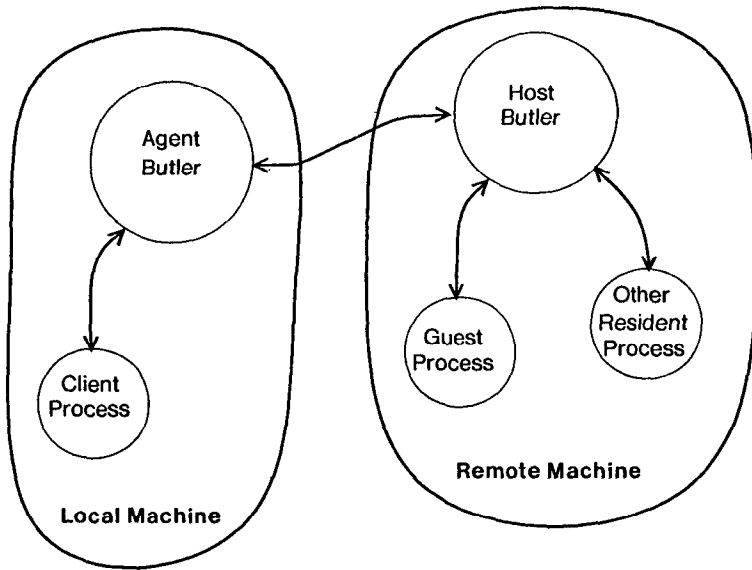 Agent
Butler
Client
Process
Local Machine
Host
Butler
Guest
Process
Other
Resident
Process
Remote Machine